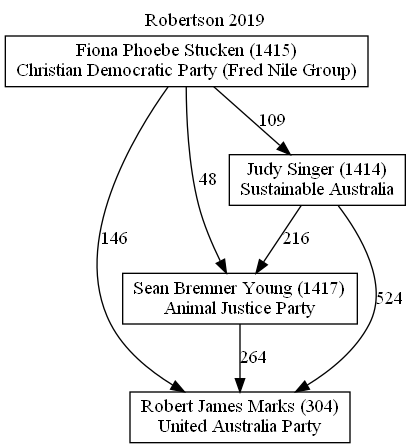 Robertson 2019
Fiona Phoebe Stucken (1415)
Christian Democratic Party (Fred Nile Group)
109
Judy Singer (1414)
Sustainable Australia
48
146
216
Sean Bremner Young (1417)
Animal Justice Party
524
264
Robert James Marks (304)
United Australia Party